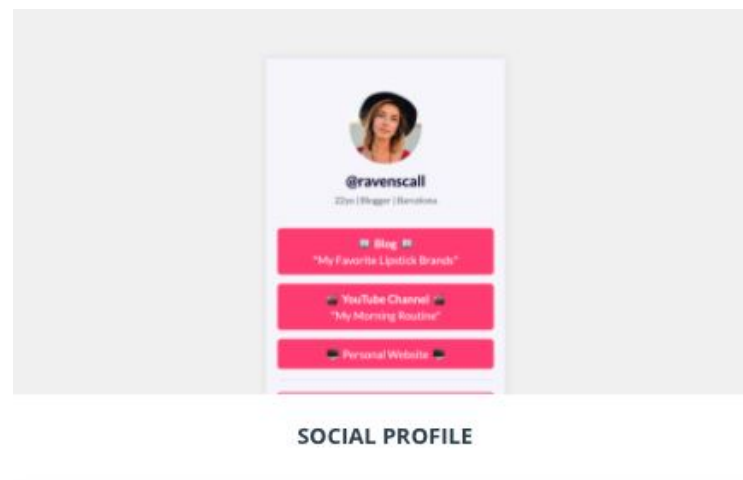 @ravenscall
22yo | Blogger | Barcelona
📖 Blog 📖
"My Favorite Lipstick Brands"
🎬 YouTube Channel 🎬
"My Morning Routine"
🖥️ Personal Website 🖥️
SOCIAL PROFILE